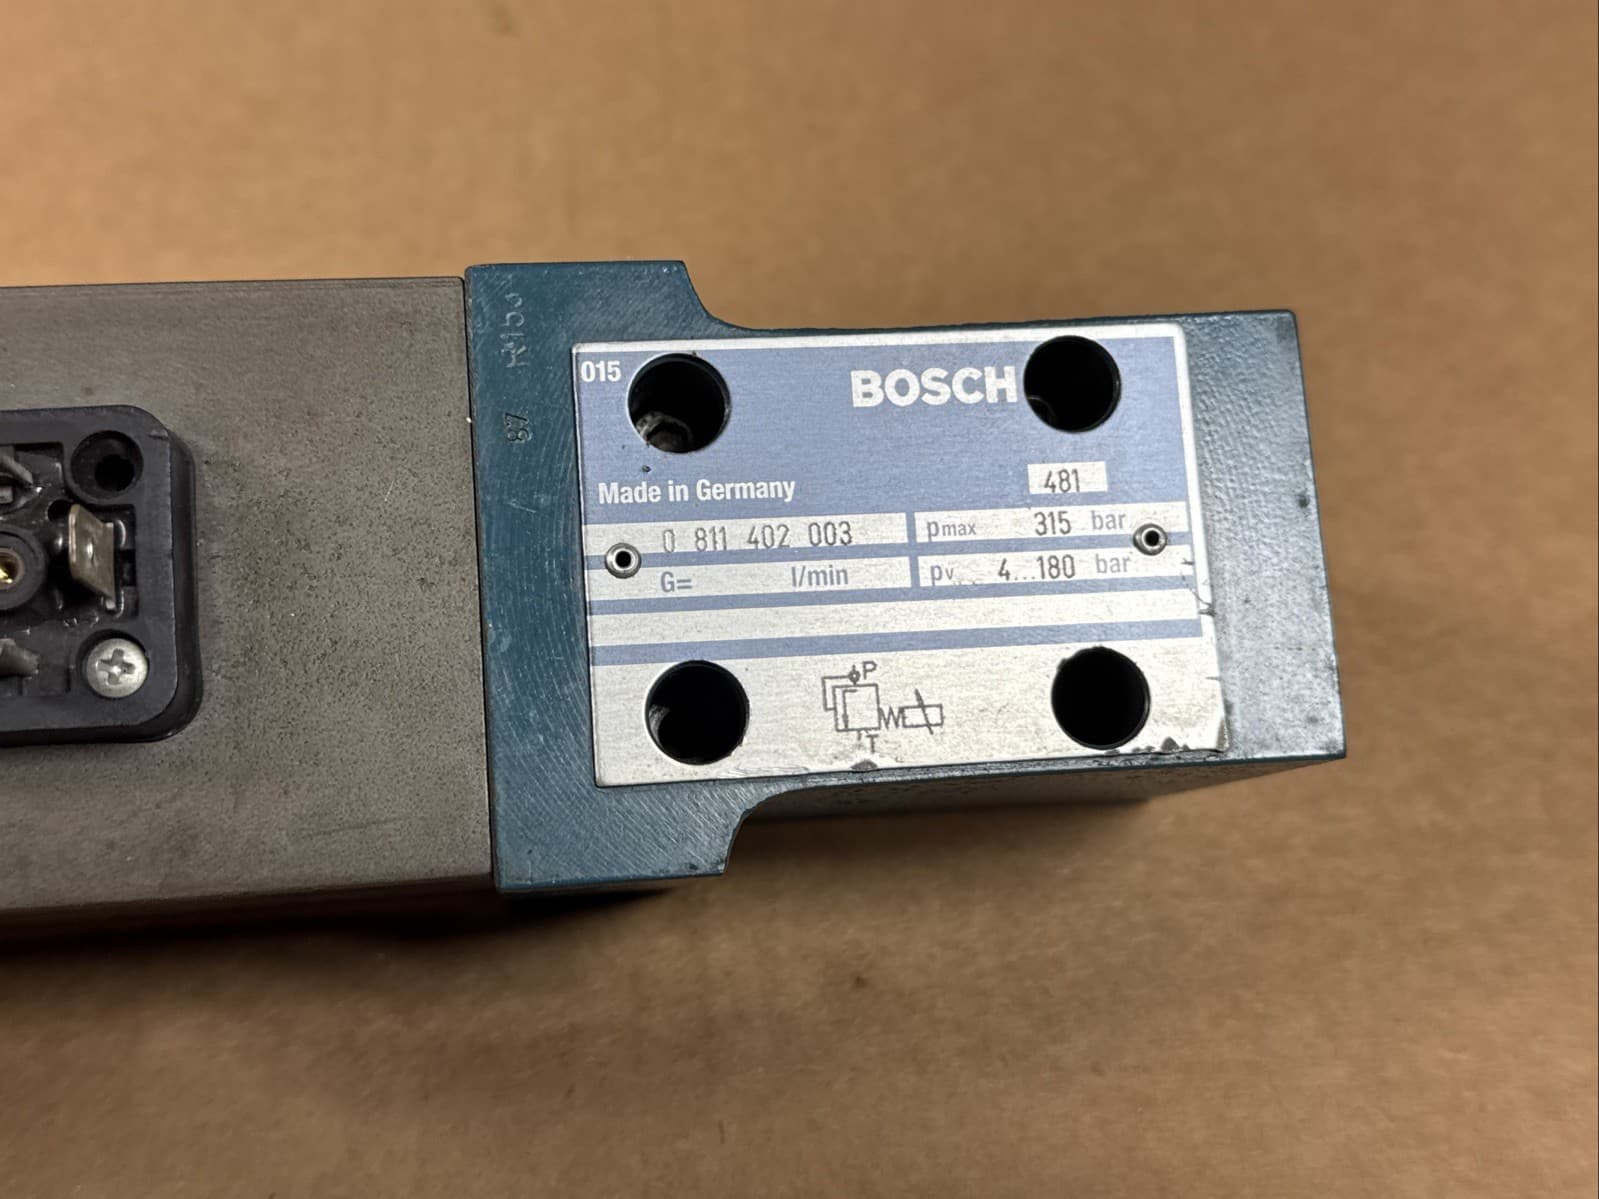 015
BOSCH
Made in Germany
481
0 811 402 003
pmax 315 bar
G= l/min
pv 4...180 bar
P
T
87